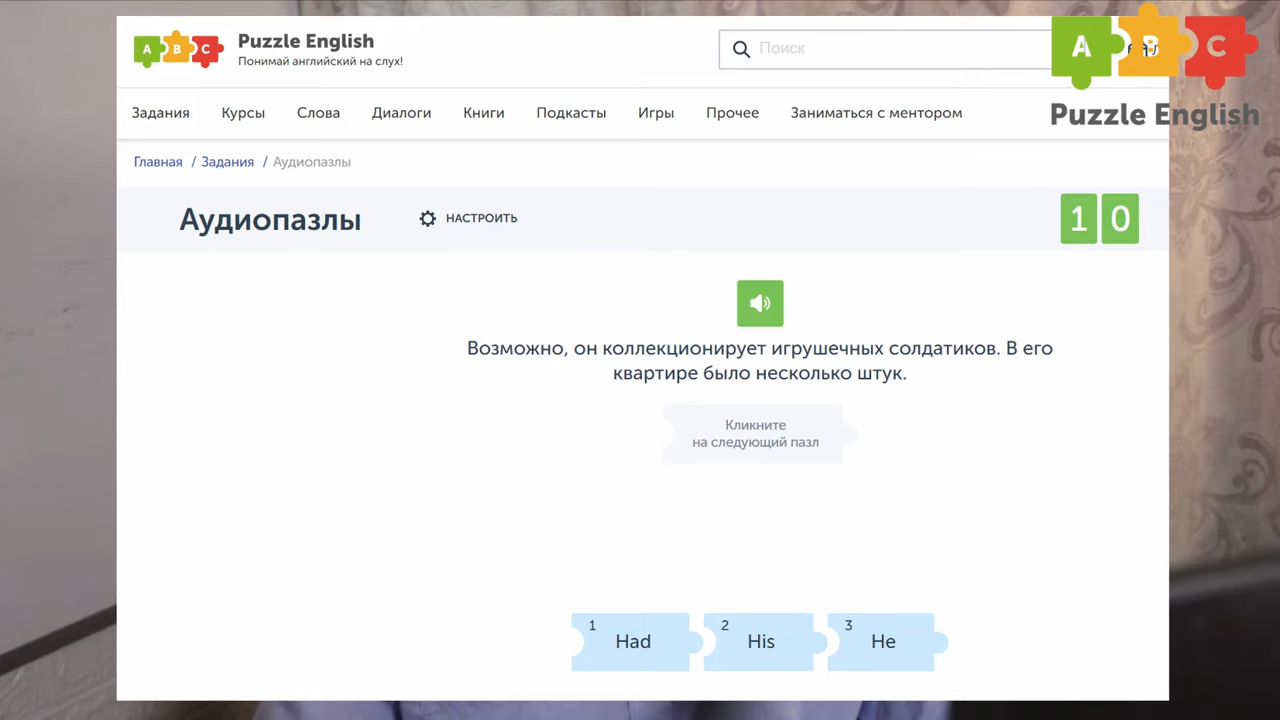 A B C
Puzzle English
Понимай английский на слух!
Поиск
A B C
Puzzle English
Задания Курсы Слова Диалоги Книги Подкасты Игры Прочее Заниматься с ментором
Главная / Задания / Аудиопазлы
Аудиопазлы
НАСТРОИТЬ
1 0
Возможно, он коллекционирует игрушечных солдатиков. В его
квартире было несколько штук.
Кликните
на следующий пазл
1 Had
2 His
3 He